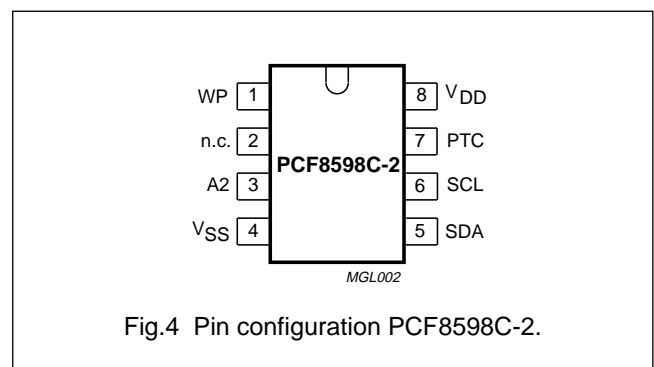 WP 1 8 VDD
n.c. 2 7 PTC
PCF8598C-2
A2 3 6 SCL
VSS 4 5 SDA
MGL002
Fig.4 Pin configuration PCF8598C-2.